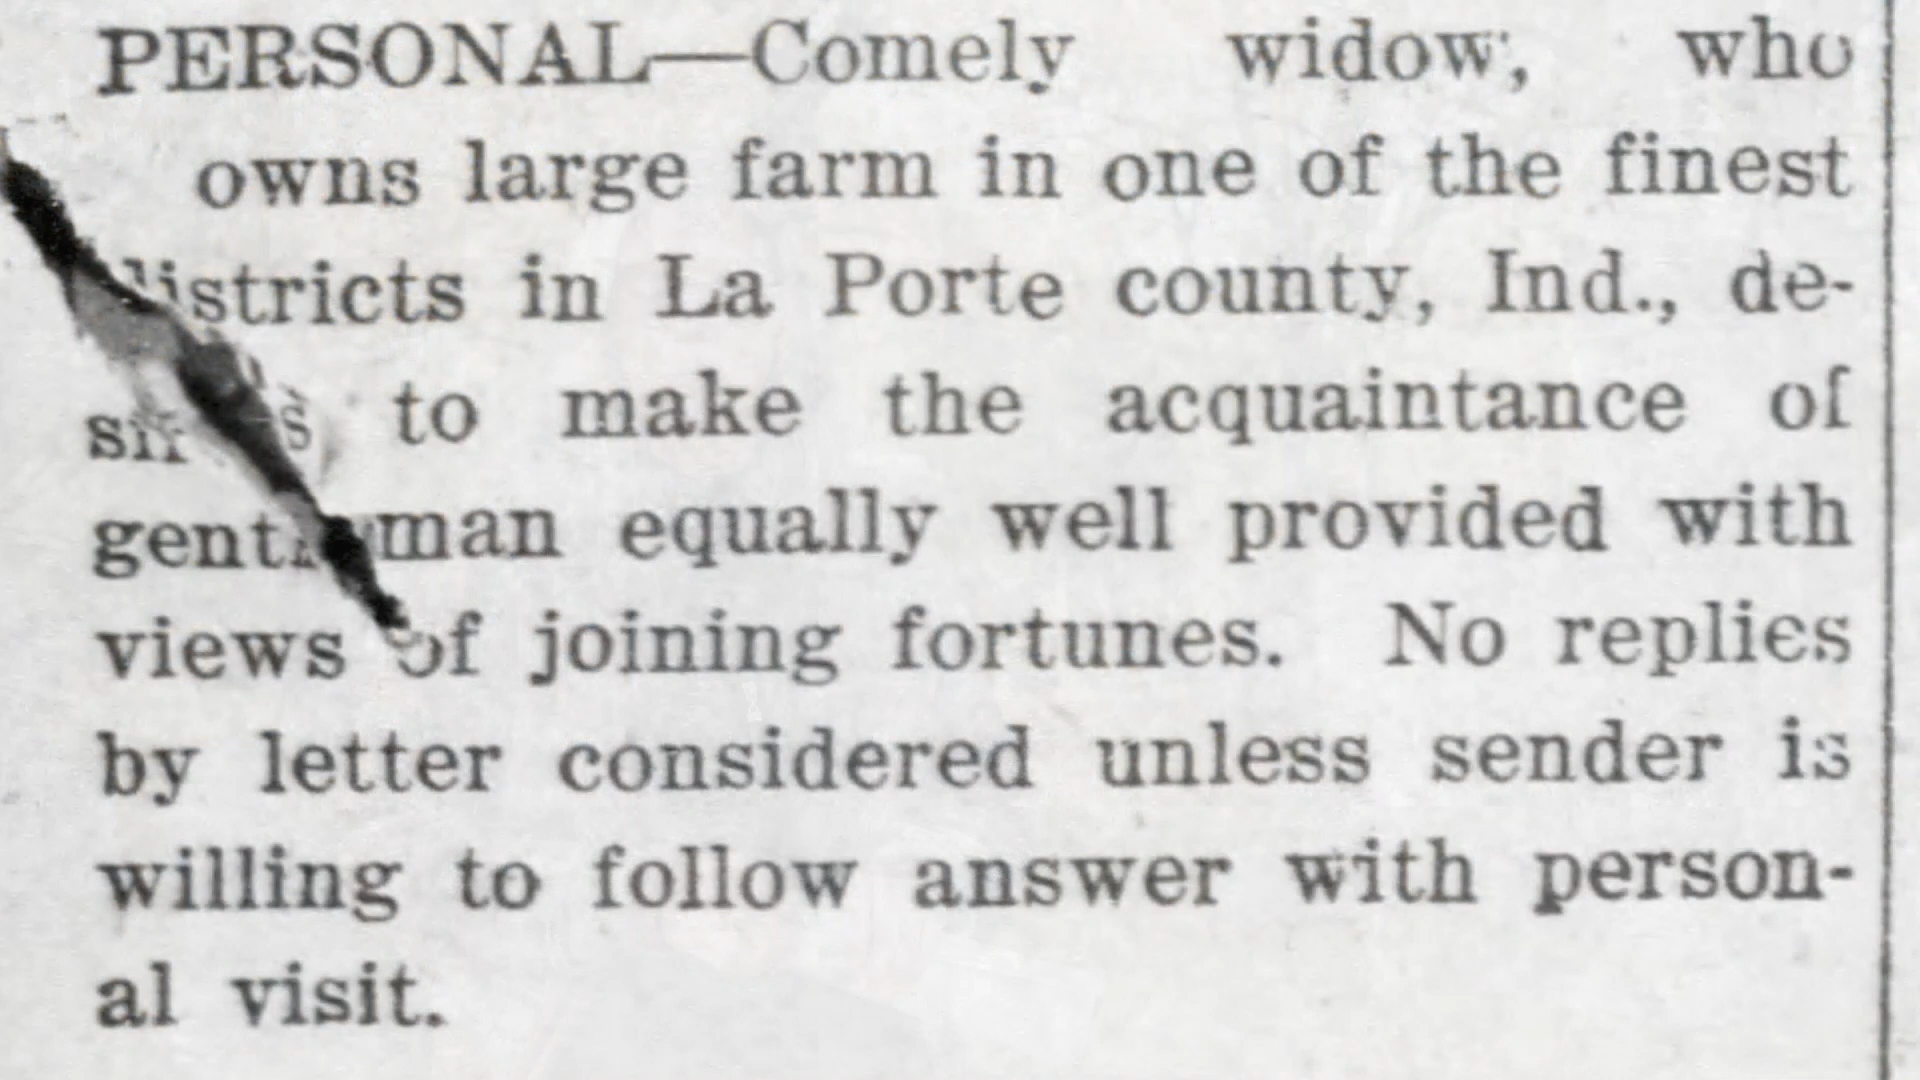 PERSONAL—Comely widow, who
owns large farm in one of the finest
districts in La Porte county, Ind., de-
to make the acquaintance of
equally well provided with
views of joining fortunes. No replies
by letter considered unless sender is
willing to follow answer with person-
al visit.